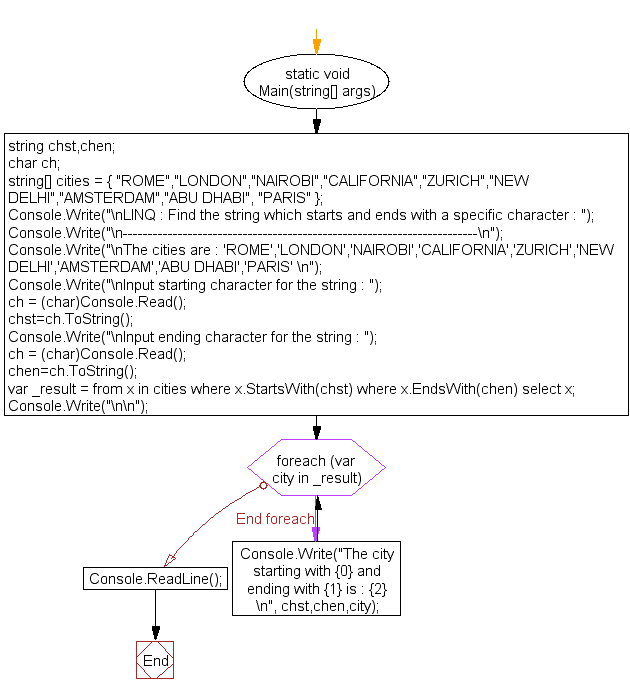 static void
Main(string[] args)
string chst,chen;
char ch;
string[] cities = { "ROME","LONDON","NAIROBI","CALIFORNIA","ZURICH","NEW
DELHI","AMSTERDAM","ABU DHABI", "PARIS" };
Console.Write("\nLINQ : Find the string which starts and ends with a specific character : ");
Console.Write("\n-----------------------------------------------------------------------\n");
Console.Write("\nThe cities are : 'ROME','LONDON','NAIROBI','CALIFORNIA','ZURICH','NEW
DELHI','AMSTERDAM','ABU DHABI','PARIS' \n");
Console.Write("\nInput starting character for the string : ");
ch = (char)Console.Read();
chst=ch.ToString();
Console.Write("\nInput ending character for the string : ");
ch = (char)Console.Read();
chen=ch.ToString();
var _result = from x in cities where x.StartsWith(chst) where x.EndsWith(chen) select x;
Console.Write("\n\n");
foreach (var
city in _result)
End foreach
Console.Write("The city
starting with {0} and
ending with {1} is : {2}
\n", chst,chen,city);
Console.ReadLine();
End